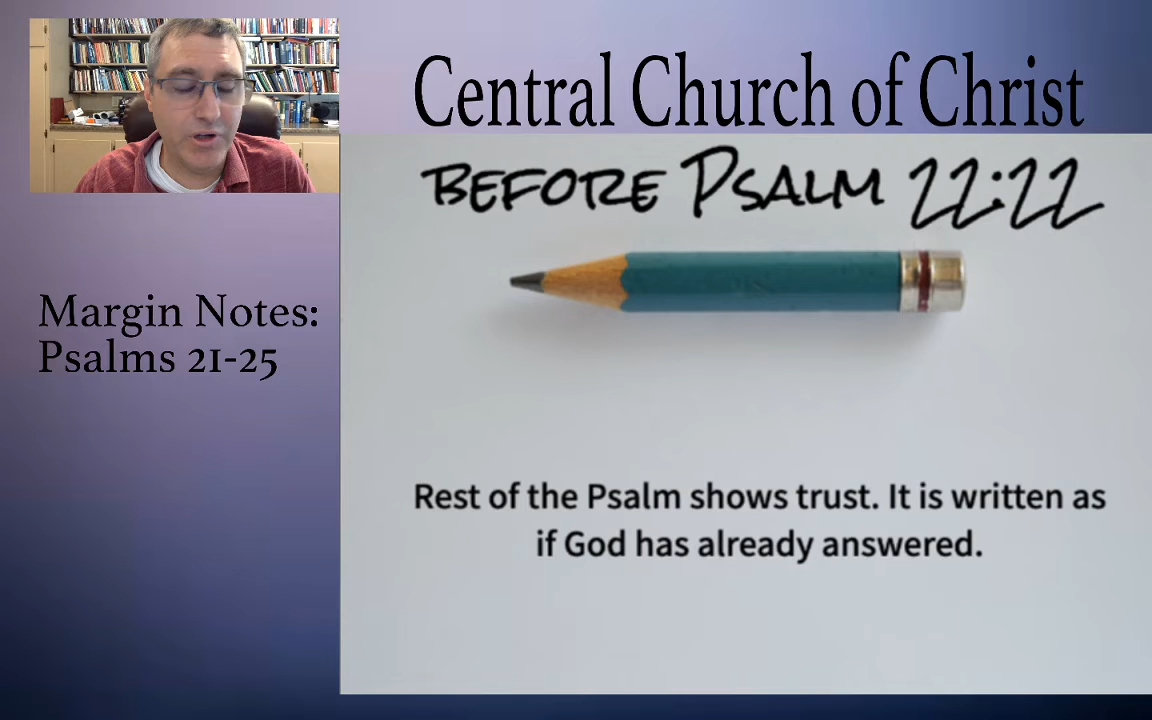 Central Church of Christ
BEFORE PSALM 22:22
Margin Notes:
Psalms 21-25
Rest of the Psalm shows trust. It is written as
if God has already answered.